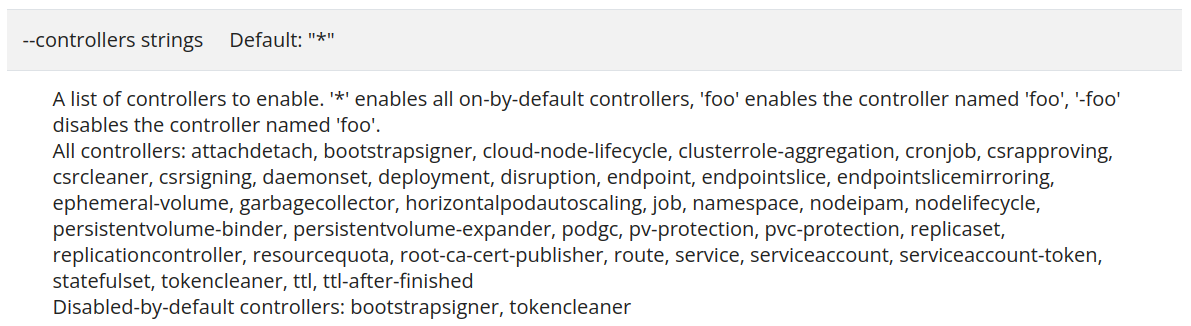 --controllers strings     Default: "*"
A list of controllers to enable. '*' enables all on-by-default controllers, 'foo' enables the controller named 'foo', '-foo'
disables the controller named 'foo'.
All controllers: attachdetach, bootstrapsigner, cloud-node-lifecycle, clusterrole-aggregation, cronjob, csrapproving,
csrcleaner, csrsigning, daemonset, deployment, disruption, endpoint, endpointslice, endpointslicemirroring,
ephemeral-volume, garbagecollector, horizontalpodautoscaling, job, namespace, nodeipam, nodelifecycle,
persistentvolume-binder, persistentvolume-expander, podgc, pv-protection, pvc-protection, replicaset,
replicationcontroller, resourcequota, root-ca-cert-publisher, route, service, serviceaccount, serviceaccount-token,
statefulset, tokencleaner, ttl, ttl-after-finished
Disabled-by-default controllers: bootstrapsigner, tokencleaner